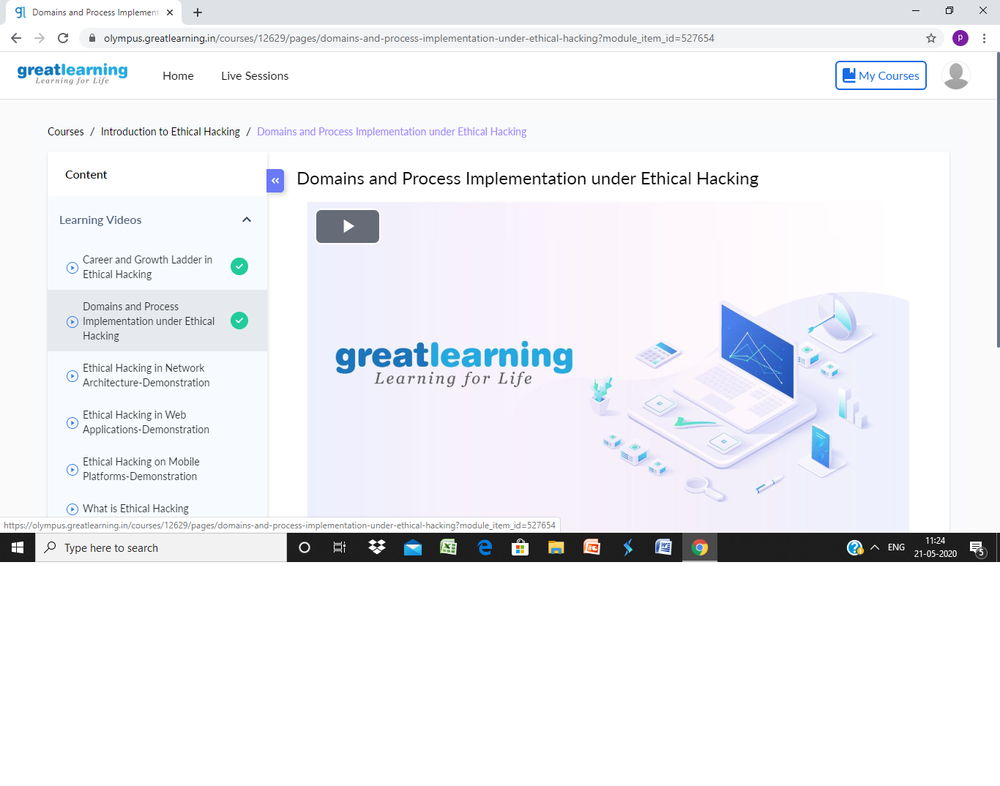 Domains and Process Implement
olympus.greatlearning.in/courses/12629/pages/domains-and-process-implementation-under-ethical-hacking?module_item_id=527654
P
greatlearning
Learning for Life
Home
Live Sessions
My Courses
Courses / Introduction to Ethical Hacking / Domains and Process Implementation under Ethical Hacking
Content
Learning Videos
Career and Growth Ladder in
Ethical Hacking
Domains and Process
Implementation under Ethical
Hacking
Ethical Hacking in Network
Architecture-Demonstration
Ethical Hacking in Web
Applications-Demonstration
Ethical Hacking on Mobile
Platforms-Demonstration
What is Ethical Hacking
Domains and Process Implementation under Ethical Hacking
greatlearning
Learning for Life
https://olympus.greatlearning.in/courses/12629/pages/domains-and-process-implementation-under-ethical-hacking?module_item_id=527654
Type here to search
ENG
11:24
21-05-2020
5